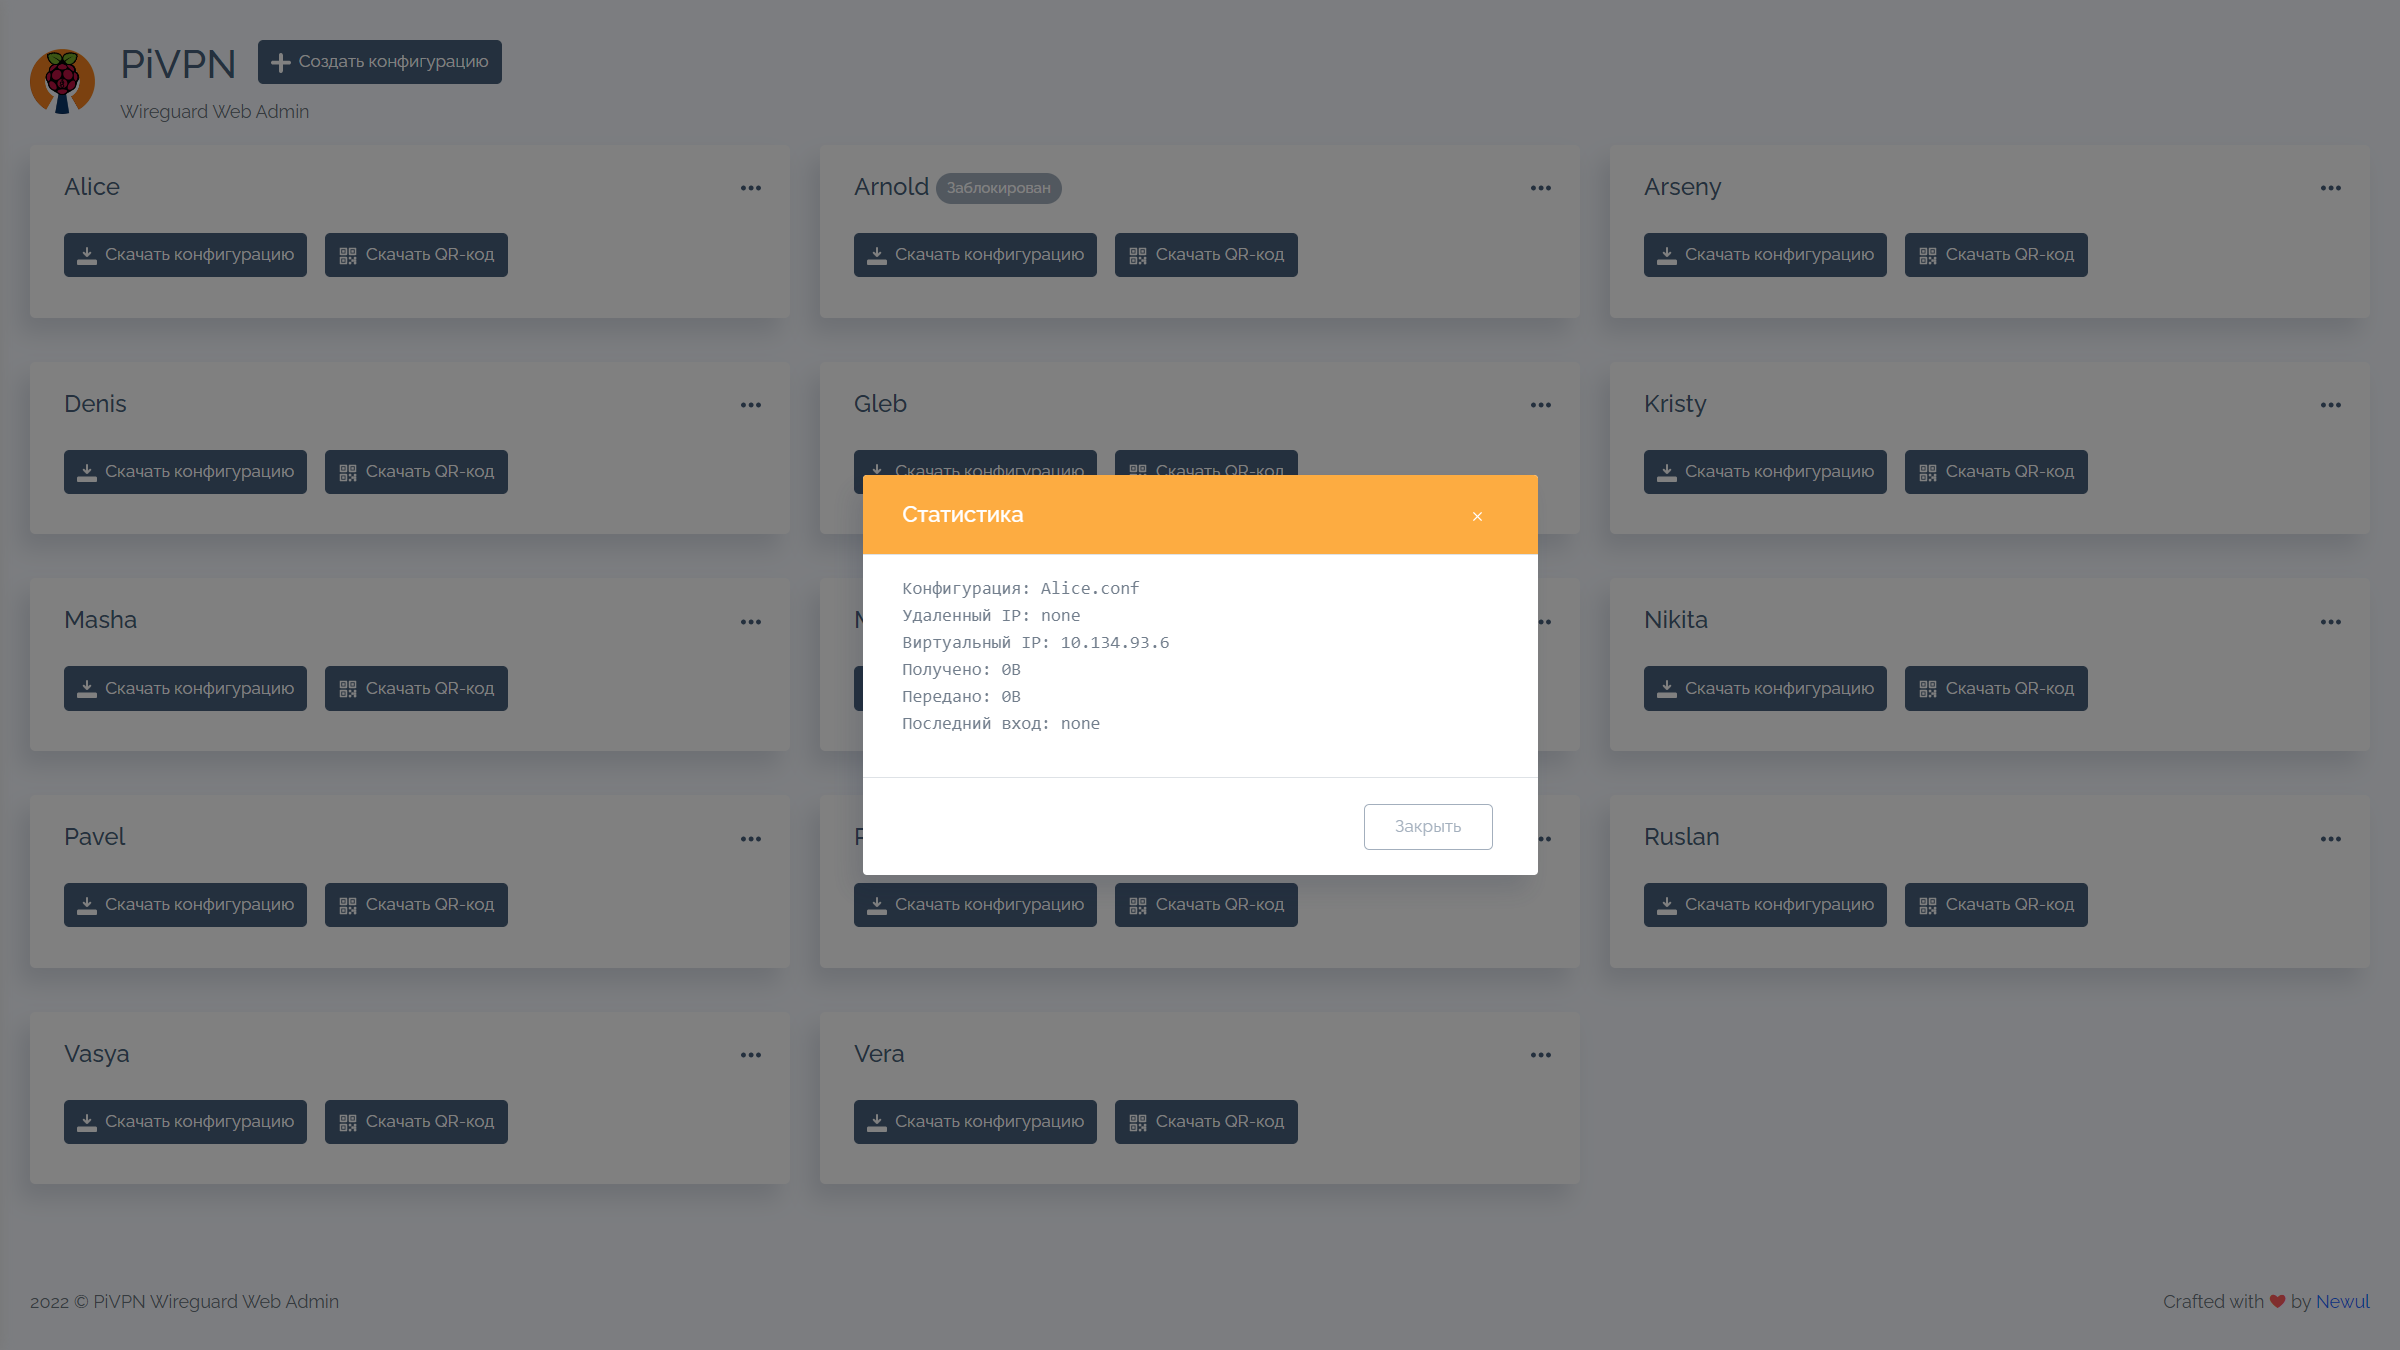 PiVPN
Создать конфигурацию
Wireguard Web Admin
Alice
Arnold Заблокирован
Arseny
Скачать конфигурацию Скачать QR-код
Скачать конфигурацию Скачать QR-код
Скачать конфигурацию Скачать QR-код
Denis
Gleb
Kristy
Скачать конфигурацию Скачать QR-код
Скачать конфигурацию Скачать QR-код
Скачать конфигурацию Скачать QR-код
Статистика
×
Конфигурация: Alice.conf
Удаленный IP: none
Виртуальный IP: 10.134.93.6
Получено: 0B
Передано: 0B
Последний вход: none
Закрыть
Masha
Nikita
Скачать конфигурацию Скачать QR-код
Скачать конфигурацию Скачать QR-код
Pavel
Ruslan
Скачать конфигурацию Скачать QR-код
Скачать конфигурацию Скачать QR-код
Скачать конфигурацию Скачать QR-код
Vasya
Vera
Скачать конфигурацию Скачать QR-код
Скачать конфигурацию Скачать QR-код
2022 © PiVPN Wireguard Web Admin
Crafted with ❤ by Newul